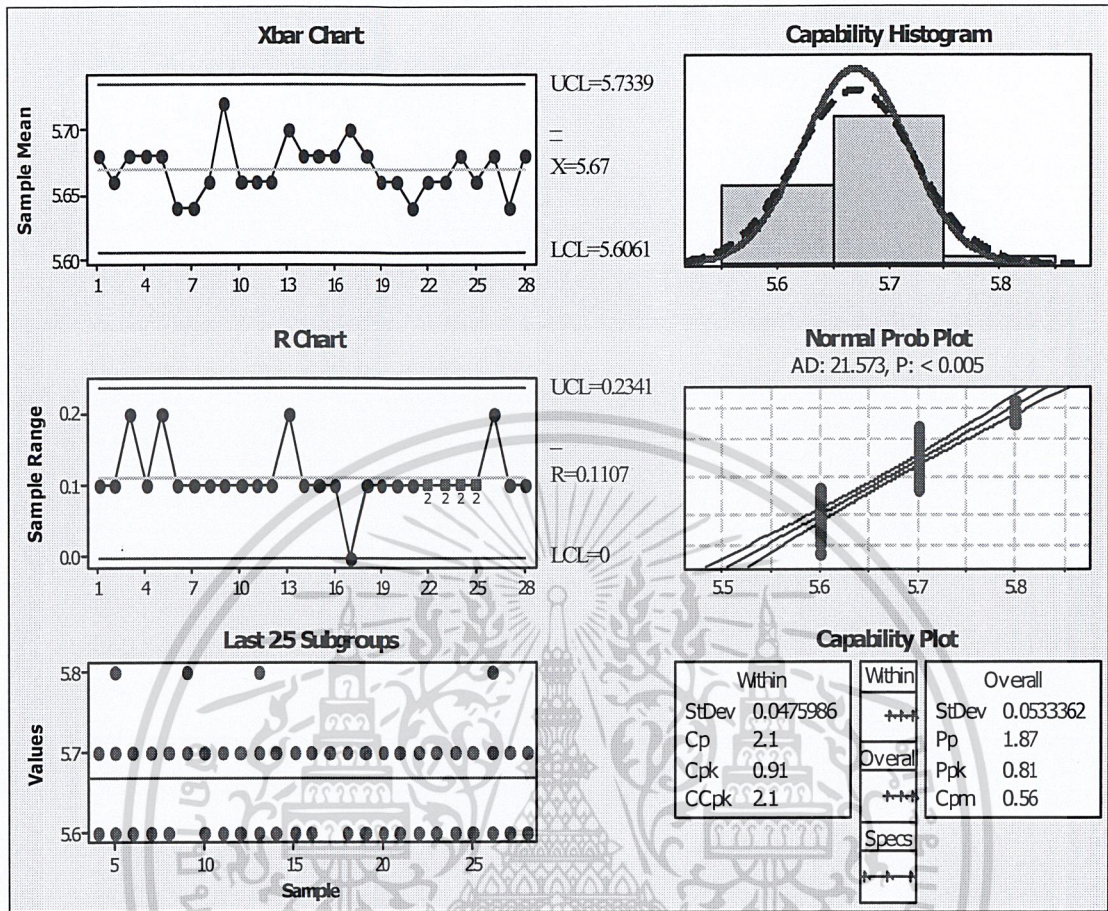 Xbar Chart
Sample Mean
5.70
5.65
5.60
1 4 7 10 13 16 19 22 25 28
UCL=5.7339
X=5.67
LCL=5.6061
Capability Histogram
5.6 5.7 5.8
R Chart
Sample Range
0.2
0.1
0.0
2 2 2 2
1 4 7 10 13 16 19 22 25 28
UCL=0.2341
R=0.1107
LCL=0
Normal Prob Plot
AD: 21.573, P: < 0.005
5.5 5.6 5.7 5.8
Last 25 Subgroups
Values
5.8
5.7
5.6
5 10 15 20 25
Sample
Capability Plot
Within
StDev 0.0475986
Cp 2.1
Cpk 0.91
CCpk 2.1
Within
Overall
Specs
Overall
StDev 0.0533362
Pp 1.87
Ppk 0.81
Cpm 0.56